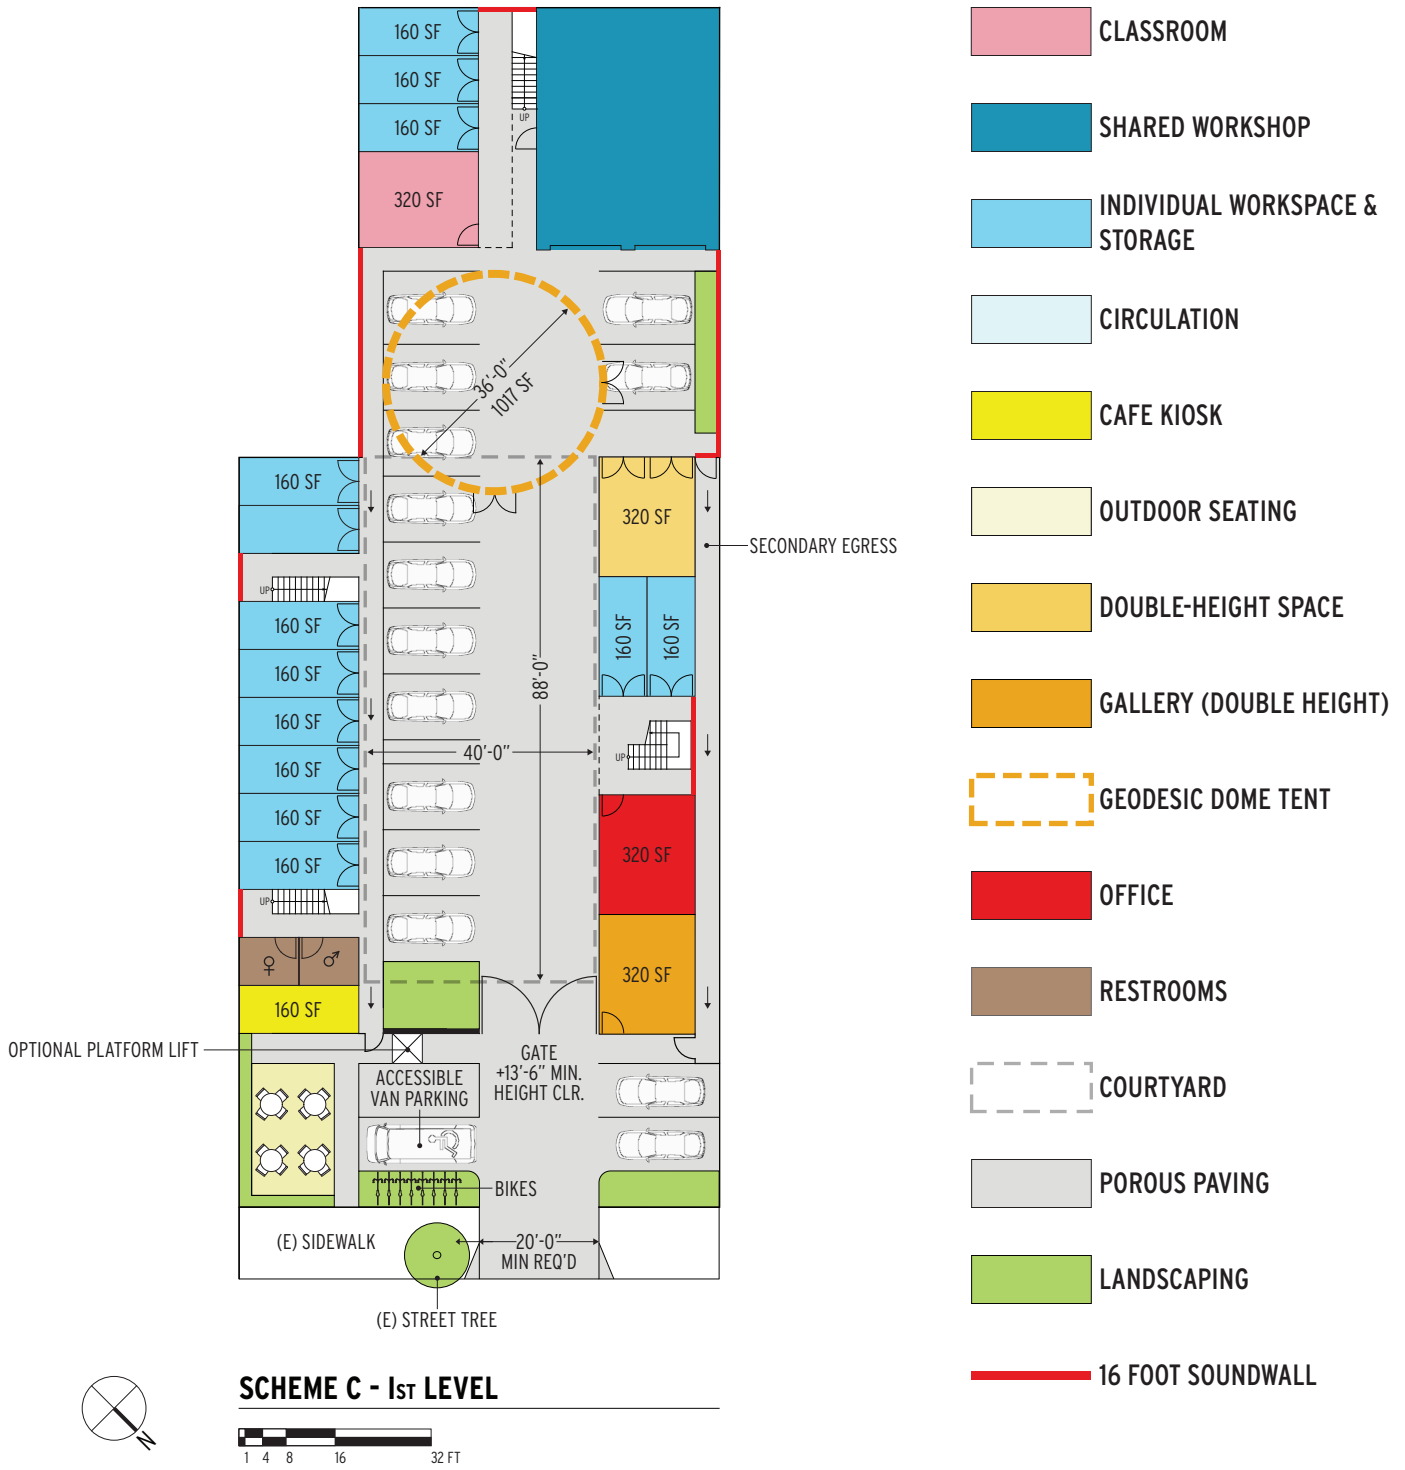 160 SF
160 SF
160 SF
UP
320 SF
36'-0"
1017 SF
160 SF
320 SF
SECONDARY EGRESS
UP
160 SF
160 SF
160 SF
160 SF
160 SF
160 SF
160 SF
160 SF
88'-0"
40'-0"
UP
320 SF
UP
320 SF
160 SF
OPTIONAL PLATFORM LIFT
GATE
+13'-6" MIN.
HEIGHT CLR.
ACCESSIBLE
VAN PARKING
BIKES
(E) SIDEWALK
20'-0"
MIN REQ'D
(E) STREET TREE
N
SCHEME C - 1ST LEVEL
1 4 8 16 32 FT
CLASSROOM
SHARED WORKSHOP
INDIVIDUAL WORKSPACE &
STORAGE
CIRCULATION
CAFE KIOSK
OUTDOOR SEATING
DOUBLE-HEIGHT SPACE
GALLERY (DOUBLE HEIGHT)
GEODESIC DOME TENT
OFFICE
RESTROOMS
COURTYARD
POROUS PAVING
LANDSCAPING
16 FOOT SOUNDWALL